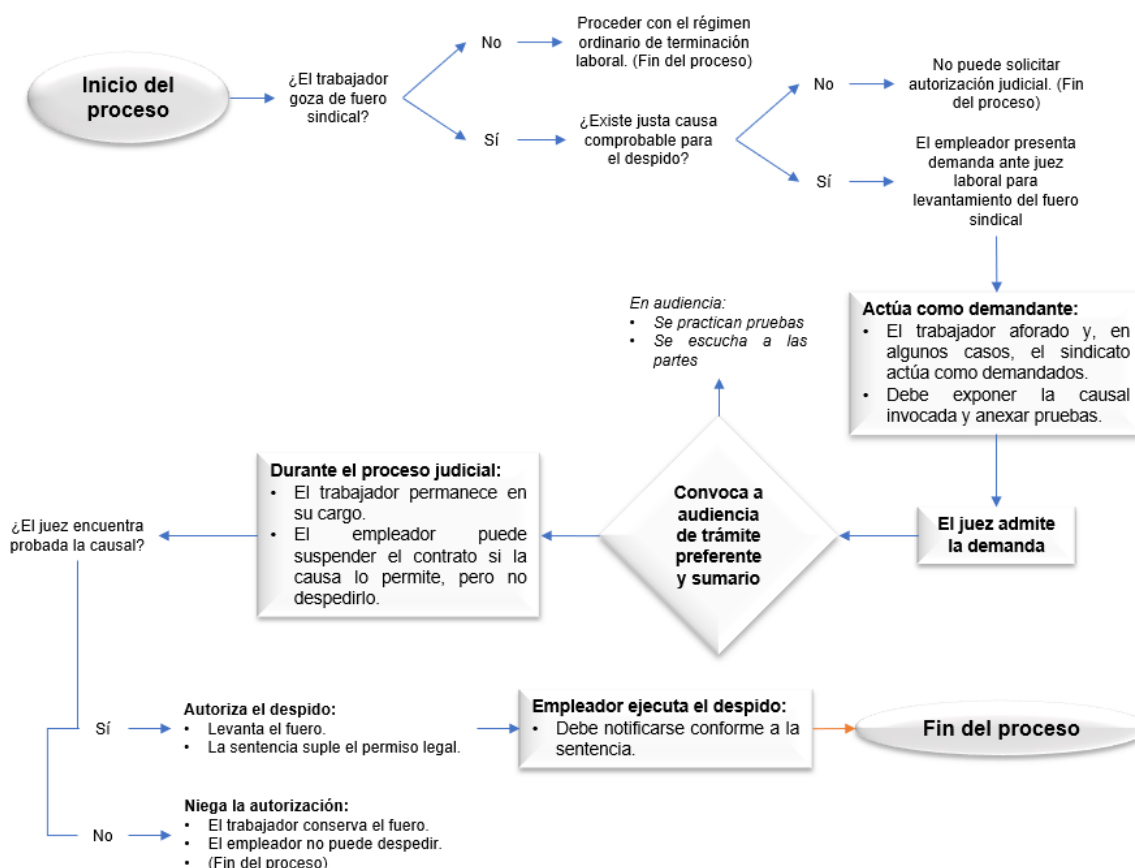 Inicio del
proceso
¿El trabajador
goza de fuero
sindical?
No
Proceder con el régimen
ordinario de terminación
laboral. (Fin del proceso)
Sí
¿Existe justa causa
comprobable para
el despido?
No
No puede solicitar
autorización judicial. (Fin
del proceso)
Sí
El empleador presenta
demanda ante juez
laboral para
levantamiento del fuero
sindical
Actúa como demandante:
• El trabajador aforado y, en
algunos casos, el sindicato
actúa como demandados.
• Debe exponer la causal
invocada y anexar pruebas.
El juez admite
la demanda
Convoca a
audiencia
de trámite
preferente
y sumario
En audiencia:
• Se practican pruebas
• Se escucha a las
partes
Durante el proceso judicial:
• El trabajador permanece en
su cargo.
• El empleador puede
suspender el contrato si la
causa lo permite, pero no
despedirlo.
¿El juez encuentra
probada la causal?
Sí
Autoriza el despido:
• Levanta el fuero.
• La sentencia suple el permiso legal.
Empleador ejecuta el despido:
• Debe notificarse conforme a la
sentencia.
Fin del proceso
No
Niega la autorización:
• El trabajador conserva el fuero.
• El empleador no puede despedir.
• (Fin del proceso)